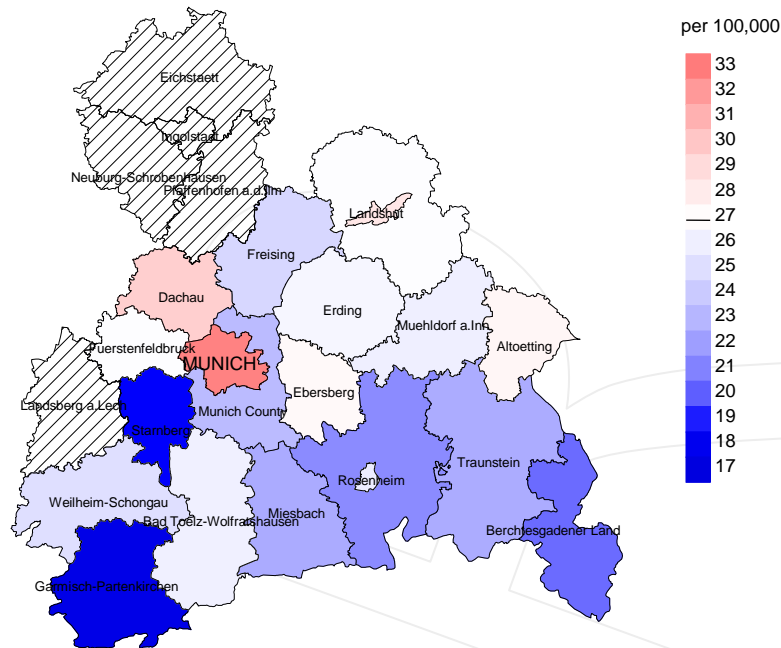 per 100,000
33
32
31
30
29
28
27
26
25
24
23
22
21
20
19
18
17
Eichstaett
Ingolstadt
Neuburg-Schrobenhausen
Pfaffenhofen a.d.Ilm
Landshut
Freising
Dachau
Erding
Muehldorf a.Inn
Altoetting
Fuerstenfeldbruck
MUNICH
Ebersberg
Landsberg a.Lech
Munich County
Starnberg
Traunstein
Rosenheim
Weilheim-Schongau
Miesbach
Bad Toelz-Wolfratshausen
Berchtesgadener Land
Garmisch-Partenkirchen